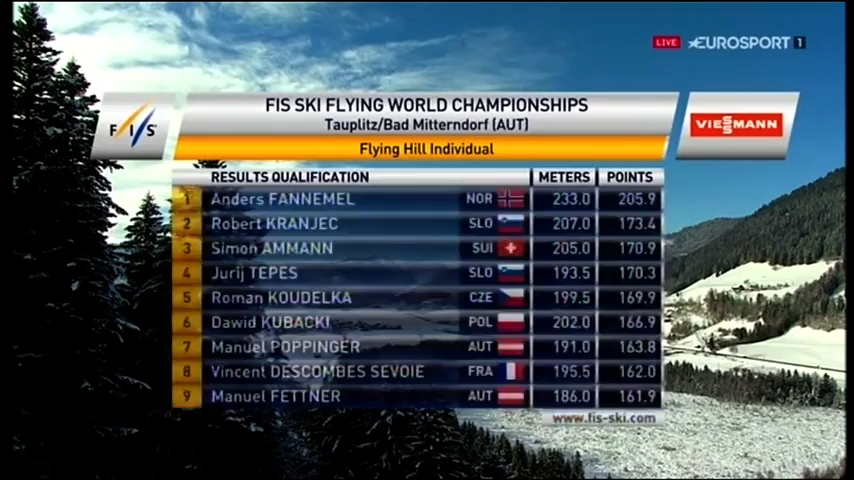 LIVE EUROSPORT 1
FIS SKI FLYING WORLD CHAMPIONSHIPS
Tauplitz/Bad Mitterndorf (AUT)
FIS VIESSMANN
Flying Hill Individual
RESULTS QUALIFICATION METERS POINTS
1 Anders FANNEMEL NOR 233.0 205.9
2 Robert KRANJEC SLO 207.0 173.4
3 Simon AMMANN SUI 205.0 170.9
4 Jurij TEPES SLO 193.5 170.3
5 Roman KOUDELKA CZE 199.5 169.9
6 Dawid KUBACKI POL 202.0 166.9
7 Manuel POPPINGER AUT 191.0 163.8
8 Vincent DESCOMBES SEVOIE FRA 195.5 162.0
9 Manuel FETTNER AUT 186.0 161.9
www.fis-ski.com